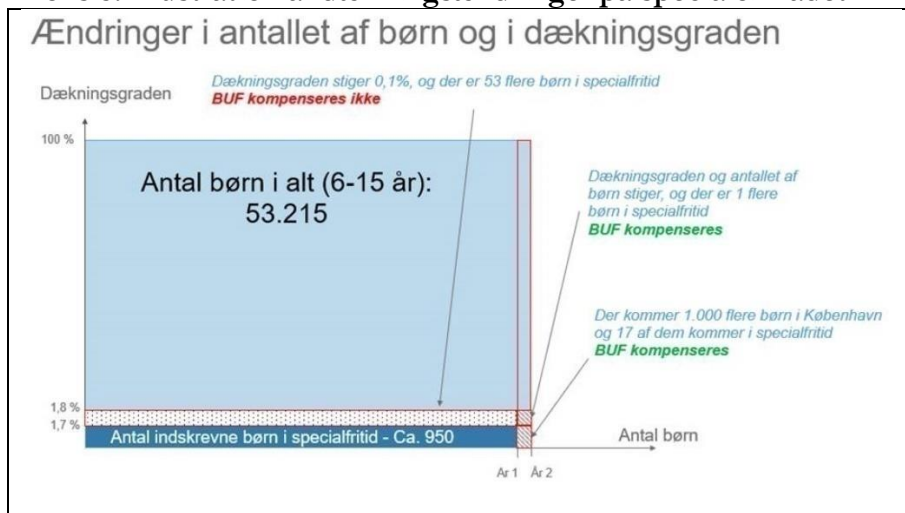 Ændringer i antallet af børn og i dækningsgraden
Dækningsgraden stiger 0,1%, og der er 53 flere børn i specialfritid
BUF kompenseres ikke
Dækningsgraden
100 %
Antal børn i alt (6-15 år):
53.215
Dækningsgraden og antallet af
børn stiger, og der er 1 flere
børn i specialfritid
BUF kompenseres
Der kommer 1.000 flere børn i København
og 17 af dem kommer i specialfritid
BUF kompenseres
1,8 %
1,7 %
Antal indskrevne børn i specialfritid - Ca. 950
Antal børn
År 1
År 2